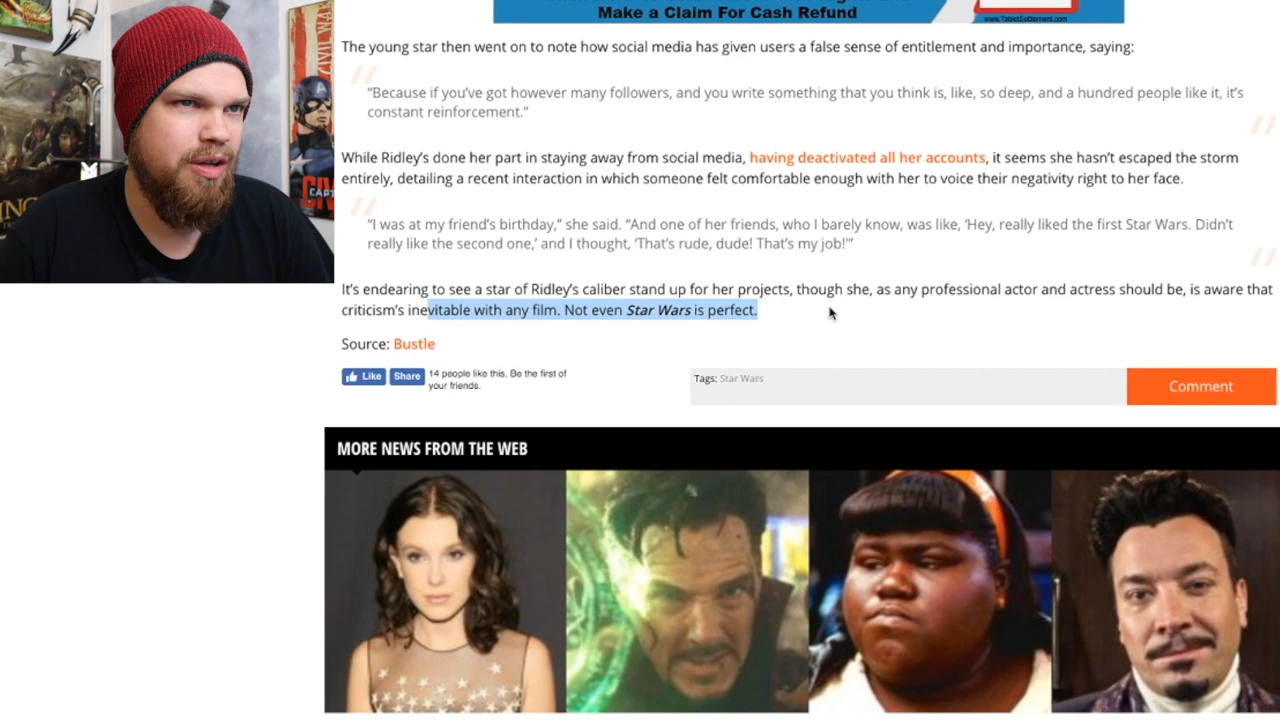 Make a Claim For Cash Refund
www.TabletSettlement.com
The young star then went on to note how social media has given users a false sense of entitlement and importance, saying:
“Because if you’ve got however many followers, and you write something that you think is, like, so deep, and a hundred people like it, it’s
constant reinforcement.”
While Ridley’s done her part in staying away from social media, having deactivated all her accounts, it seems she hasn’t escaped the storm
entirely, detailing a recent interaction in which someone felt comfortable enough with her to voice their negativity right to her face.
“I was at my friend’s birthday,” she said. “And one of her friends, who I barely know, was like, ‘Hey, really liked the first Star Wars. Didn’t
really like the second one,’ and I thought, ‘That’s rude, dude! That’s my job!’”
It’s endearing to see a star of Ridley’s caliber stand up for her projects, though she, as any professional actor and actress should be, is aware that
criticism’s inevitable with any film. Not even Star Wars is perfect.
Source: Bustle
Like Share 14 people like this. Be the first of
your friends.
Tags: Star Wars
Comment
MORE NEWS FROM THE WEB